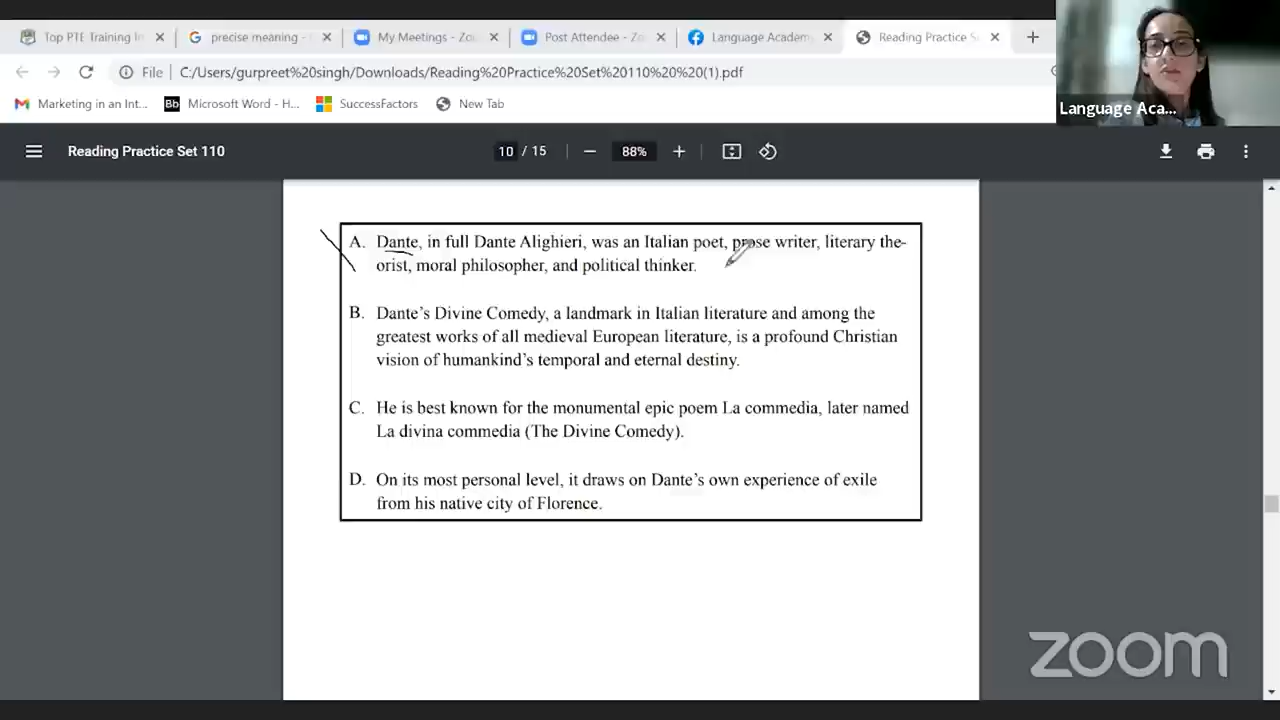 Top PTE Training In
precise meaning -
My Meetings - Zoo
Post Attendee - Zo
Language Academ
Reading Practice S
File
C:/Users/gurpreet%20singh/Downloads/Reading%20Practice%20Set%20110%20%20(1).pdf
Language Aca...
Marketing in an Int...
Bb Microsoft Word - H...
SuccessFactors
New Tab
Reading Practice Set 110
10 / 15
88%
A. Dante, in full Dante Alighieri, was an Italian poet, prose writer, literary the-
orist, moral philosopher, and political thinker.
B. Dante's Divine Comedy, a landmark in Italian literature and among the
greatest works of all medieval European literature, is a profound Christian
vision of humankind's temporal and eternal destiny.
C. He is best known for the monumental epic poem La commedia, later named
La divina commedia (The Divine Comedy).
D. On its most personal level, it draws on Dante's own experience of exile
from his native city of Florence.
zoom